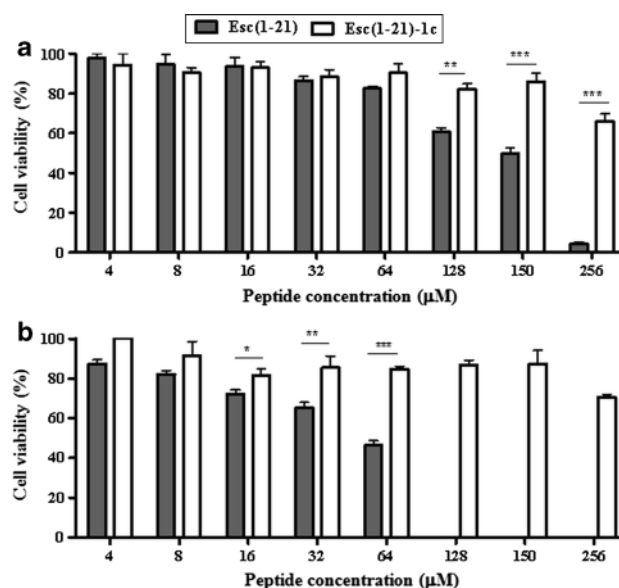 Esc(1-21) Esc(1-21)-1c
a
Cell viability (%)
100
80
60
40
20
0
** *** ***
4 8 16 32 64 128 150 256
Peptide concentration (μM)
b
Cell viability (%)
100
80
60
40
20
0
* ** ***
4 8 16 32 64 128 150 256
Peptide concentration (μM)